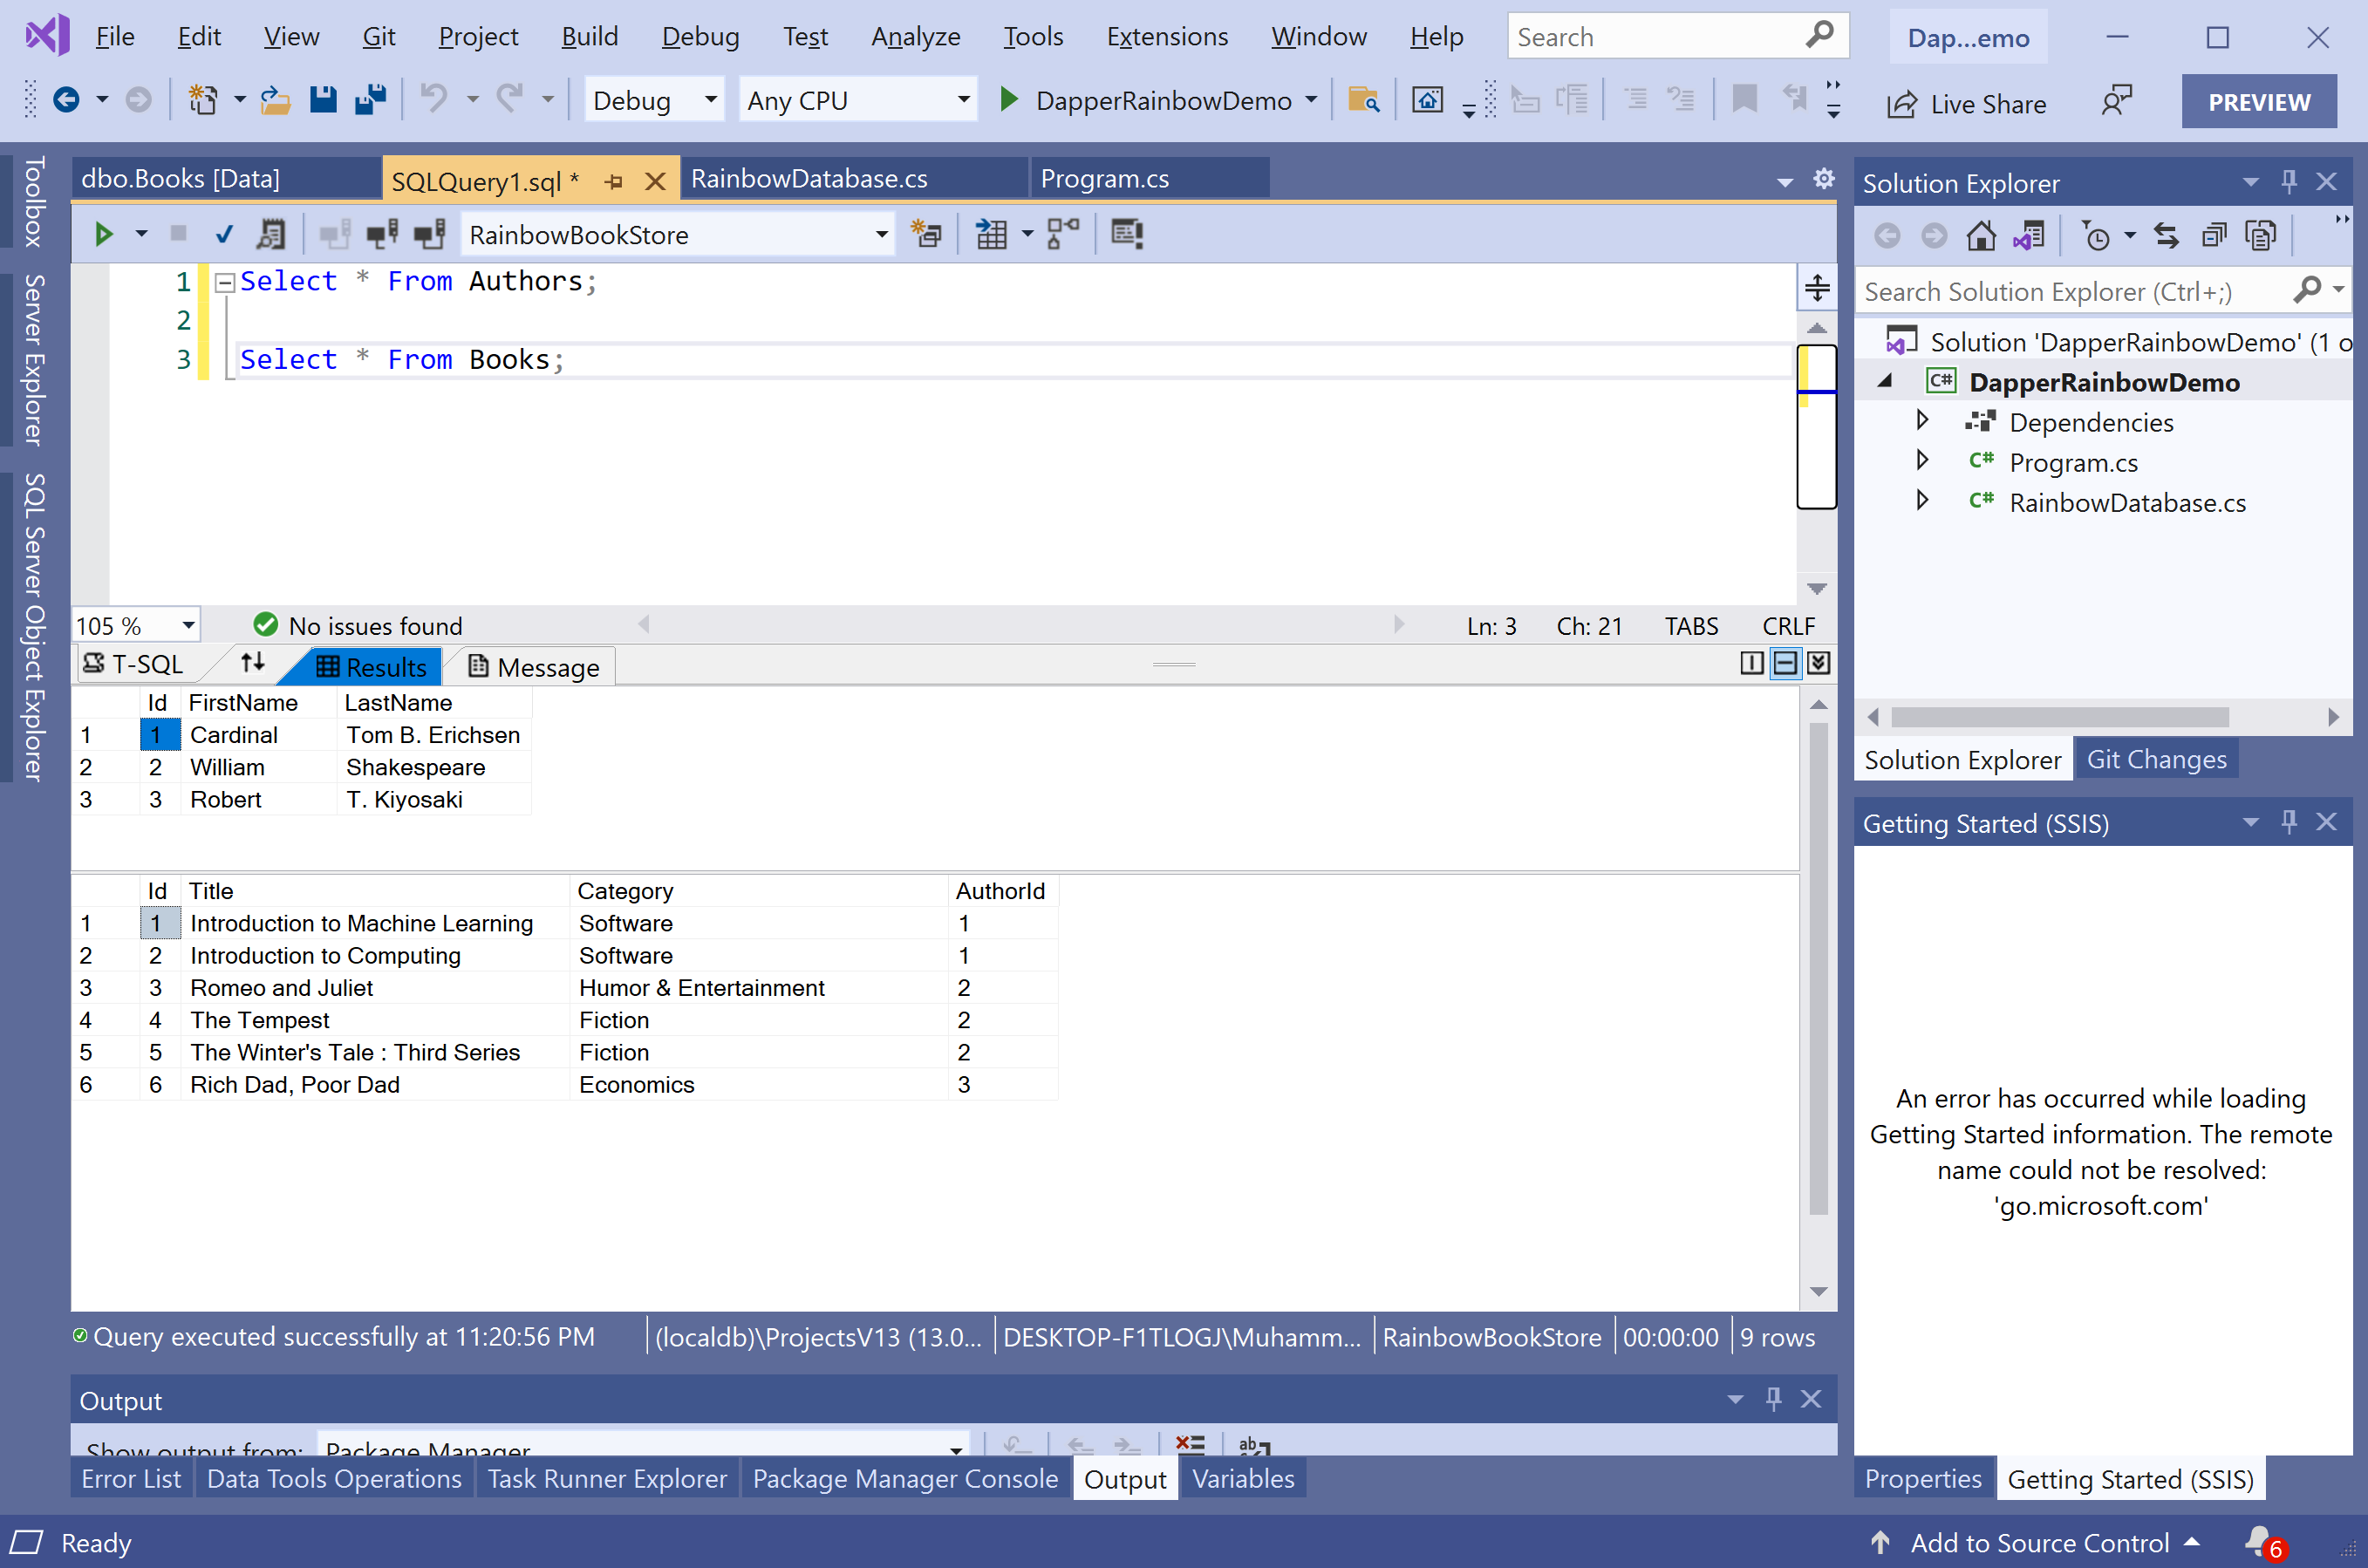 File Edit View Git Project Build Debug Test Analyze Tools Extensions Window Help Search Dap...emo
Debug Any CPU DapperRainbowDemo Live Share PREVIEW
Toolbox
Server Explorer
SQL Server Object Explorer
dbo.Books [Data] SQLQuery1.sql * RainbowDatabase.cs Program.cs
RainbowBookStore
1 Select * From Authors;
2
3 Select * From Books;
105 % No issues found Ln: 3 Ch: 21 TABS CRLF
T-SQL Results Message
Id FirstName LastName
1 1 Cardinal Tom B. Erichsen
2 2 William Shakespeare
3 3 Robert T. Kiyosaki
Id Title Category AuthorId
1 1 Introduction to Machine Learning Software 1
2 2 Introduction to Computing Software 1
3 3 Romeo and Juliet Humor & Entertainment 2
4 4 The Tempest Fiction 2
5 5 The Winter's Tale : Third Series Fiction 2
6 6 Rich Dad, Poor Dad Economics 3
Query executed successfully at 11:20:56 PM (localdb)\ProjectsV13 (13.0... DESKTOP-F1TLOGJ\Muhamm... RainbowBookStore 00:00:00 9 rows
Output
Show output from: Package Manager
Error List Data Tools Operations Task Runner Explorer Package Manager Console Output Variables
Solution Explorer
Search Solution Explorer (Ctrl+;)
Solution 'DapperRainbowDemo' (1 o
C# DapperRainbowDemo
Dependencies
C# Program.cs
C# RainbowDatabase.cs
Solution Explorer Git Changes
Getting Started (SSIS)
An error has occurred while loading
Getting Started information. The remote
name could not be resolved:
'go.microsoft.com'
Properties Getting Started (SSIS)
Ready Add to Source Control 6